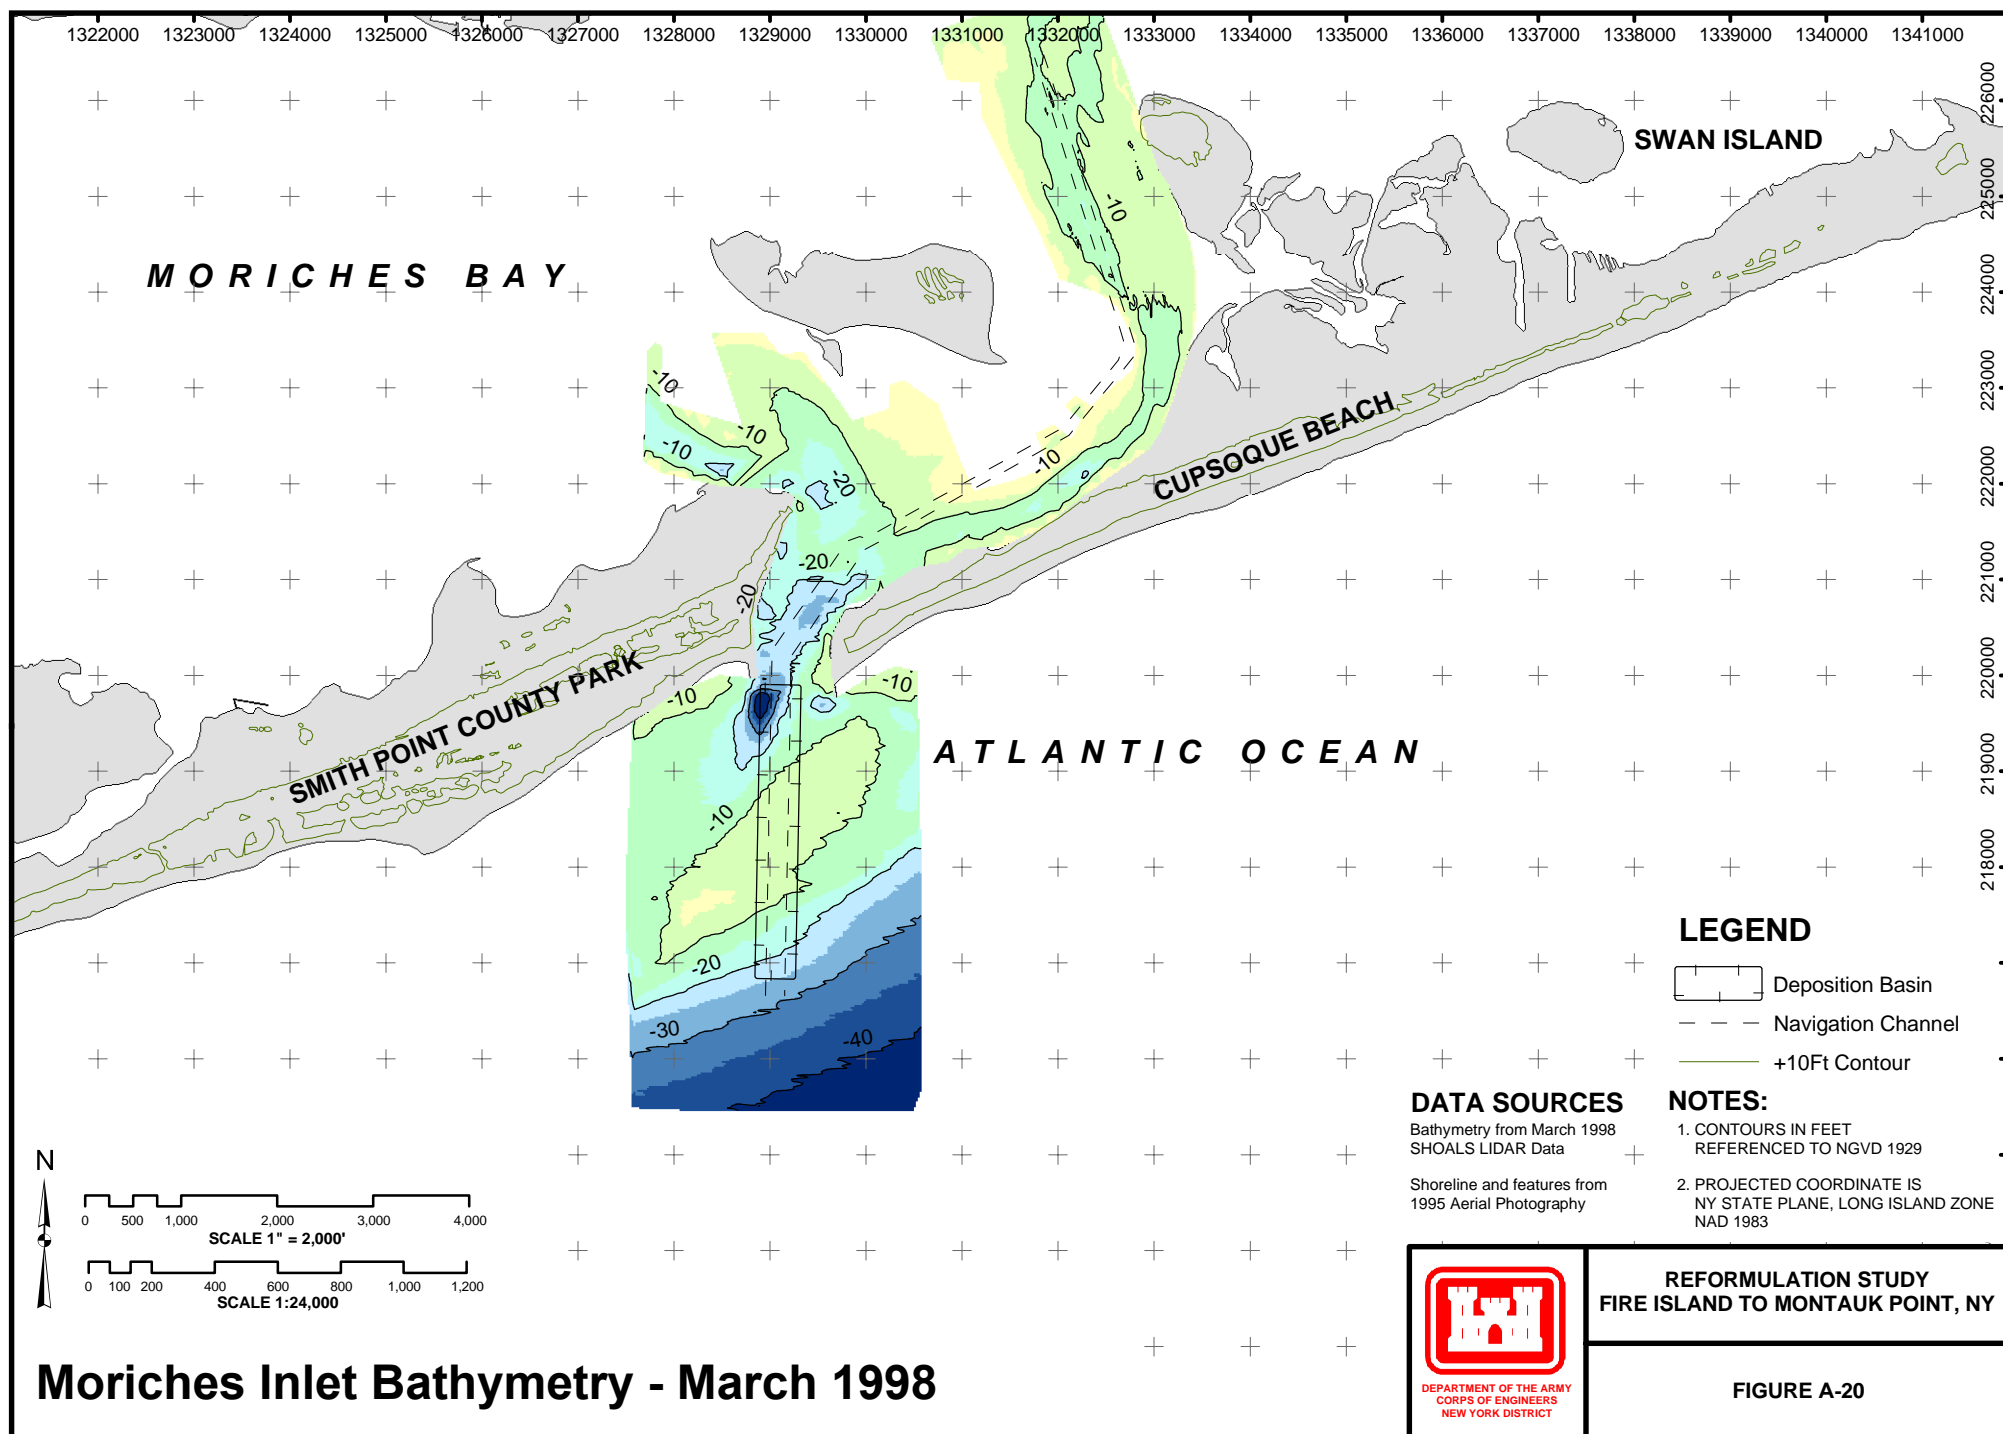 1322000 1323000 1324000 1325000 1326000 1327000 1328000 1329000 1330000 1331000 1332000 1333000 1334000 1335000 1336000 1337000 1338000 1339000 1340000 1341000
226000
225000
224000
223000
222000
221000
220000
219000
218000
SWAN ISLAND
MORICHES BAY
-10
-10
-10
-10
-20
-10
CUPSOQUE BEACH
-20
-20
SMITH POINT COUNTY PARK
-10
-10
ATLANTIC OCEAN
-10
-20
-30
-40
LEGEND
Deposition Basin
Navigation Channel
+10Ft Contour
DATA SOURCES
Bathymetry from March 1998
SHOALS LIDAR Data
Shoreline and features from
1995 Aerial Photography
NOTES:
1. CONTOURS IN FEET
REFERENCED TO NGVD 1929
2. PROJECTED COORDINATE IS
NY STATE PLANE, LONG ISLAND ZONE
NAD 1983
N
0 500 1,000 2,000 3,000 4,000
SCALE 1" = 2,000'
0 100 200 400 600 800 1,000 1,200
SCALE 1:24,000
Moriches Inlet Bathymetry - March 1998
DEPARTMENT OF THE ARMY
CORPS OF ENGINEERS
NEW YORK DISTRICT
REFORMULATION STUDY
FIRE ISLAND TO MONTAUK POINT, NY
FIGURE A-20